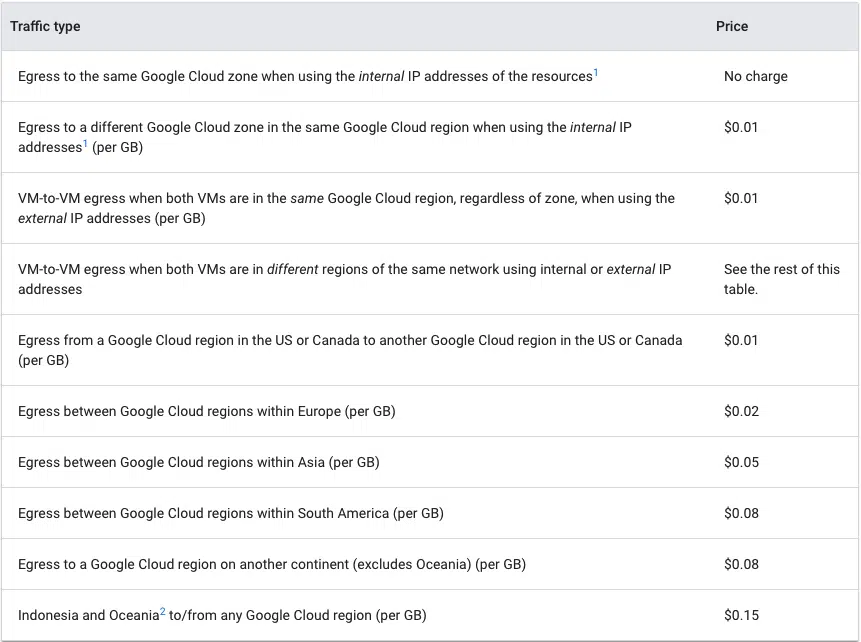 Traffic type Price
Egress to the same Google Cloud zone when using the internal IP addresses of the resources1 No charge
Egress to a different Google Cloud zone in the same Google Cloud region when using the internal IP $0.01
addresses1 (per GB)
VM-to-VM egress when both VMs are in the same Google Cloud region, regardless of zone, when using the $0.01
external IP addresses (per GB)
VM-to-VM egress when both VMs are in different regions of the same network using internal or external IP See the rest of this
addresses table.
Egress from a Google Cloud region in the US or Canada to another Google Cloud region in the US or Canada $0.01
(per GB)
Egress between Google Cloud regions within Europe (per GB) $0.02
Egress between Google Cloud regions within Asia (per GB) $0.05
Egress between Google Cloud regions within South America (per GB) $0.08
Egress to a Google Cloud region on another continent (excludes Oceania) (per GB) $0.08
Indonesia and Oceania2 to/from any Google Cloud region (per GB) $0.15